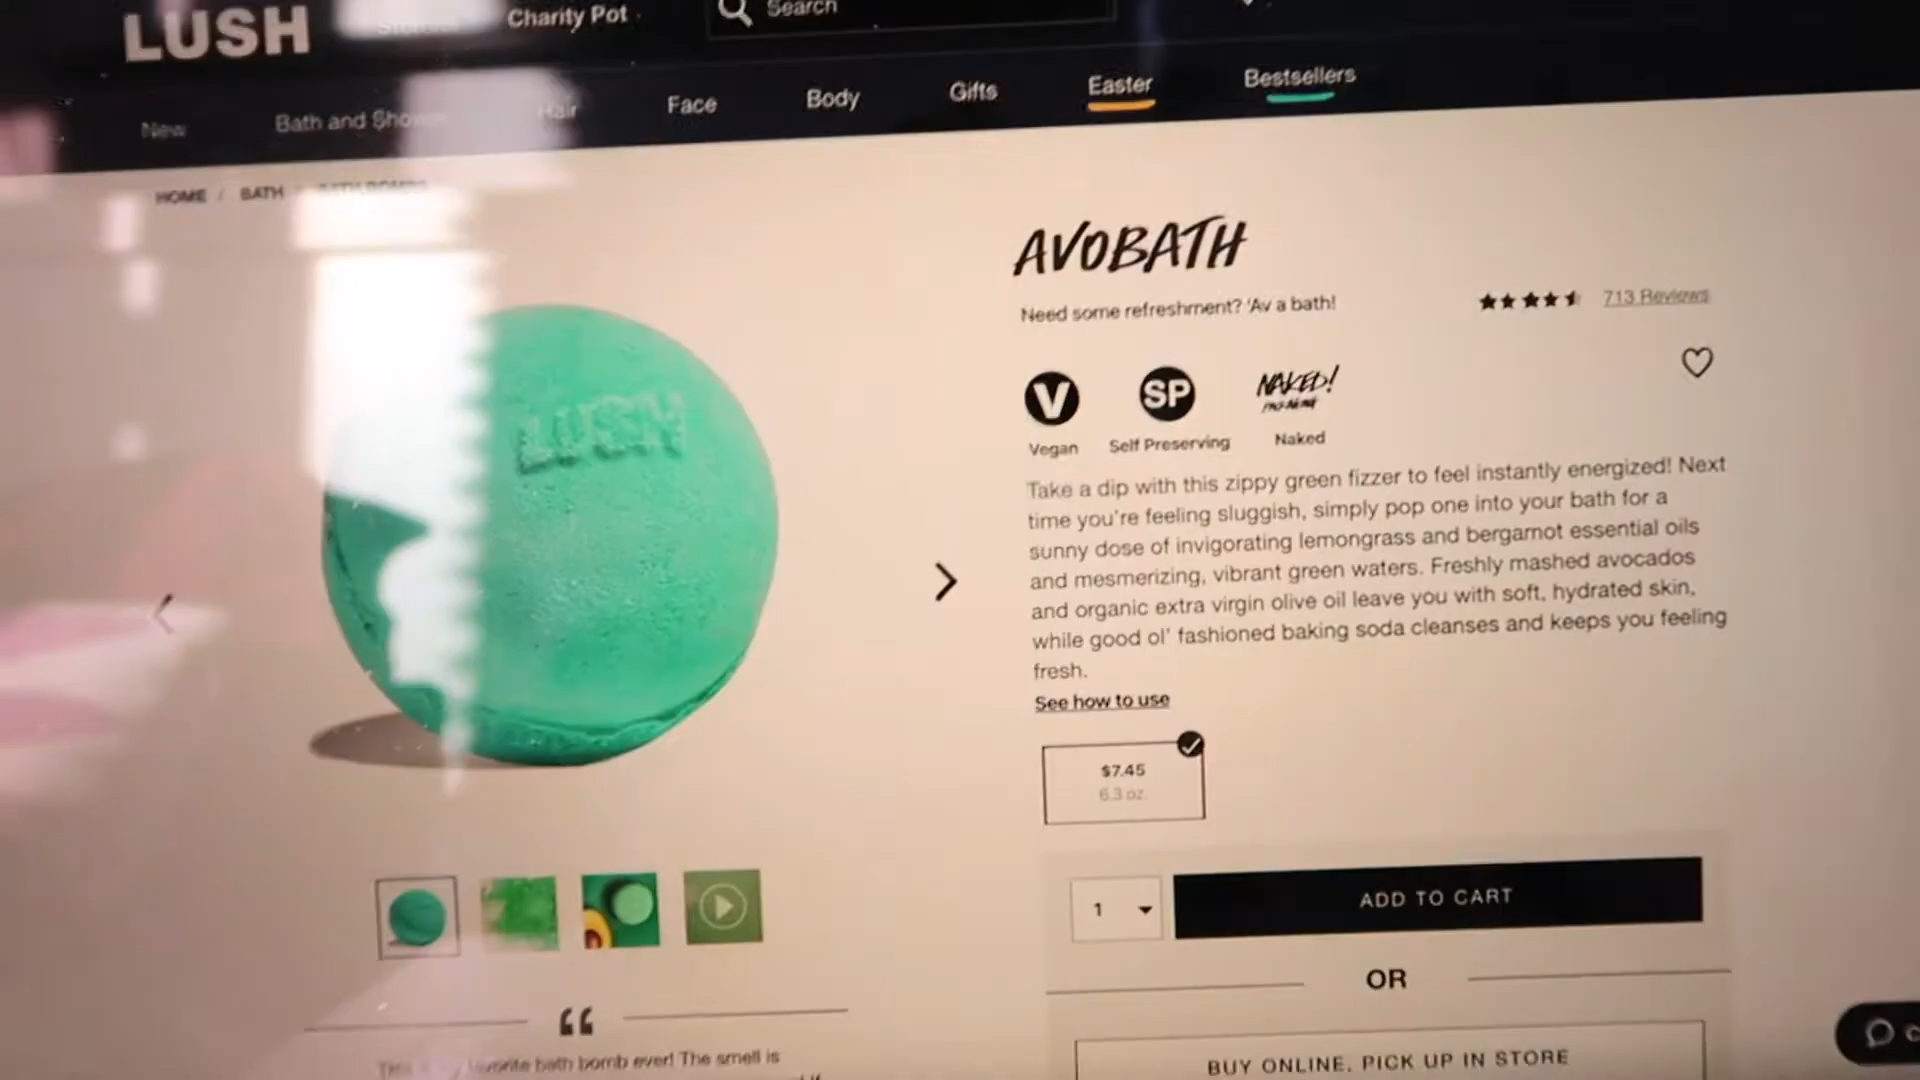 LUSH
Charity Pot
Search
New
Bath and Show
Hair
Face
Body
Gifts
Easter
Bestsellers
HOME / BATH / BATH BOMBS
LUSH
AVOBATH
Need some refreshment? 'Av a bath!
713 Reviews
V
SP
NAKED!
Vegan
Self Preserving
Naked
Take a dip with this zippy green fizzer to feel instantly energized! Next
time you're feeling sluggish, simply pop one into your bath for a
sunny dose of invigorating lemongrass and bergamot essential oils
and mesmerizing, vibrant green waters. Freshly mashed avocados
and organic extra virgin olive oil leave you with soft, hydrated skin,
while good ol' fashioned baking soda cleanses and keeps you feeling
fresh.
See how to use
$7.45
6.3 oz.
1
ADD TO CART
OR
BUY ONLINE, PICK UP IN STORE
“
bath bomb ever! The smell is